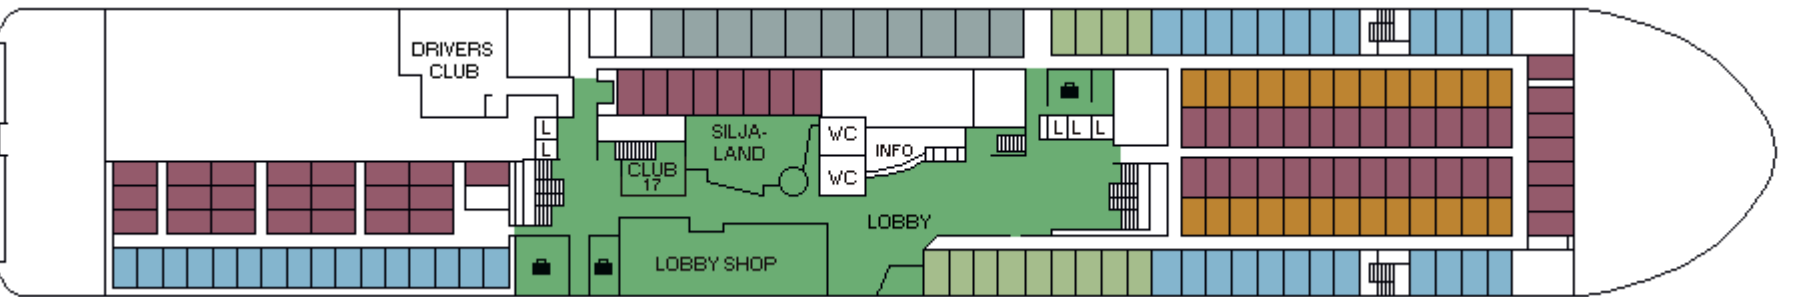 DRIVERS
CLUB
L
L
SILJA-
LAND
CLUB
17
WC
WC
INFO
L L L
LOBBY
LOBBY SHOP